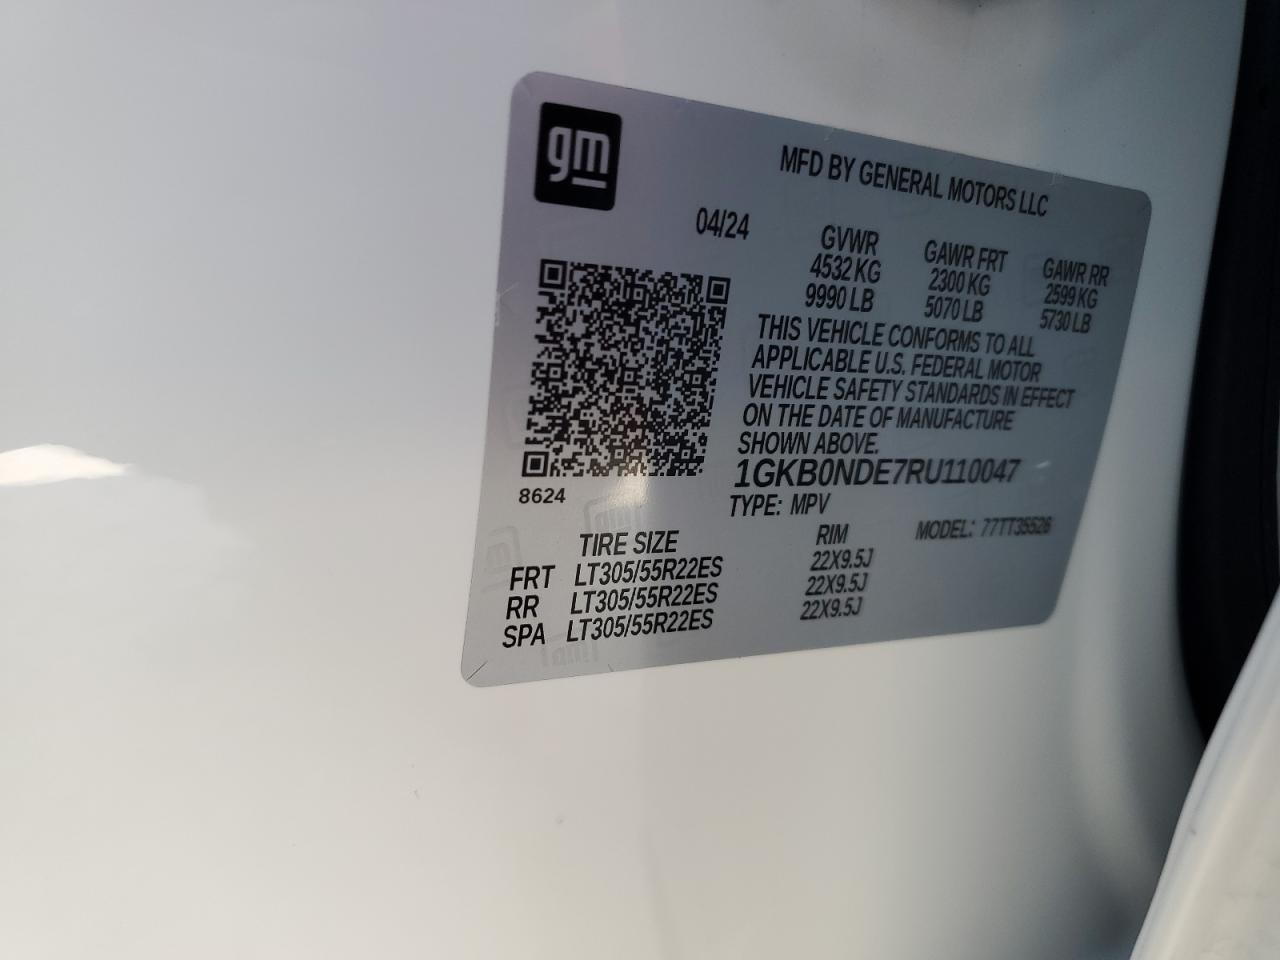 gm
MFD BY GENERAL MOTORS LLC
04/24
GVWR GAWR FRT GAWR RR
4532 KG 2300 KG 2599 KG
9990 LB 5070 LB 5730 LB
THIS VEHICLE CONFORMS TO ALL
APPLICABLE U.S. FEDERAL MOTOR
VEHICLE SAFETY STANDARDS IN EFFECT
ON THE DATE OF MANUFACTURE
SHOWN ABOVE.
1GKB0NDE7RU110047
8624
TYPE: MPV
MODEL: 77TT35526
TIRE SIZE RIM
FRT LT305/55R22ES 22X9.5J
RR LT305/55R22ES 22X9.5J
SPA LT305/55R22ES 22X9.5J